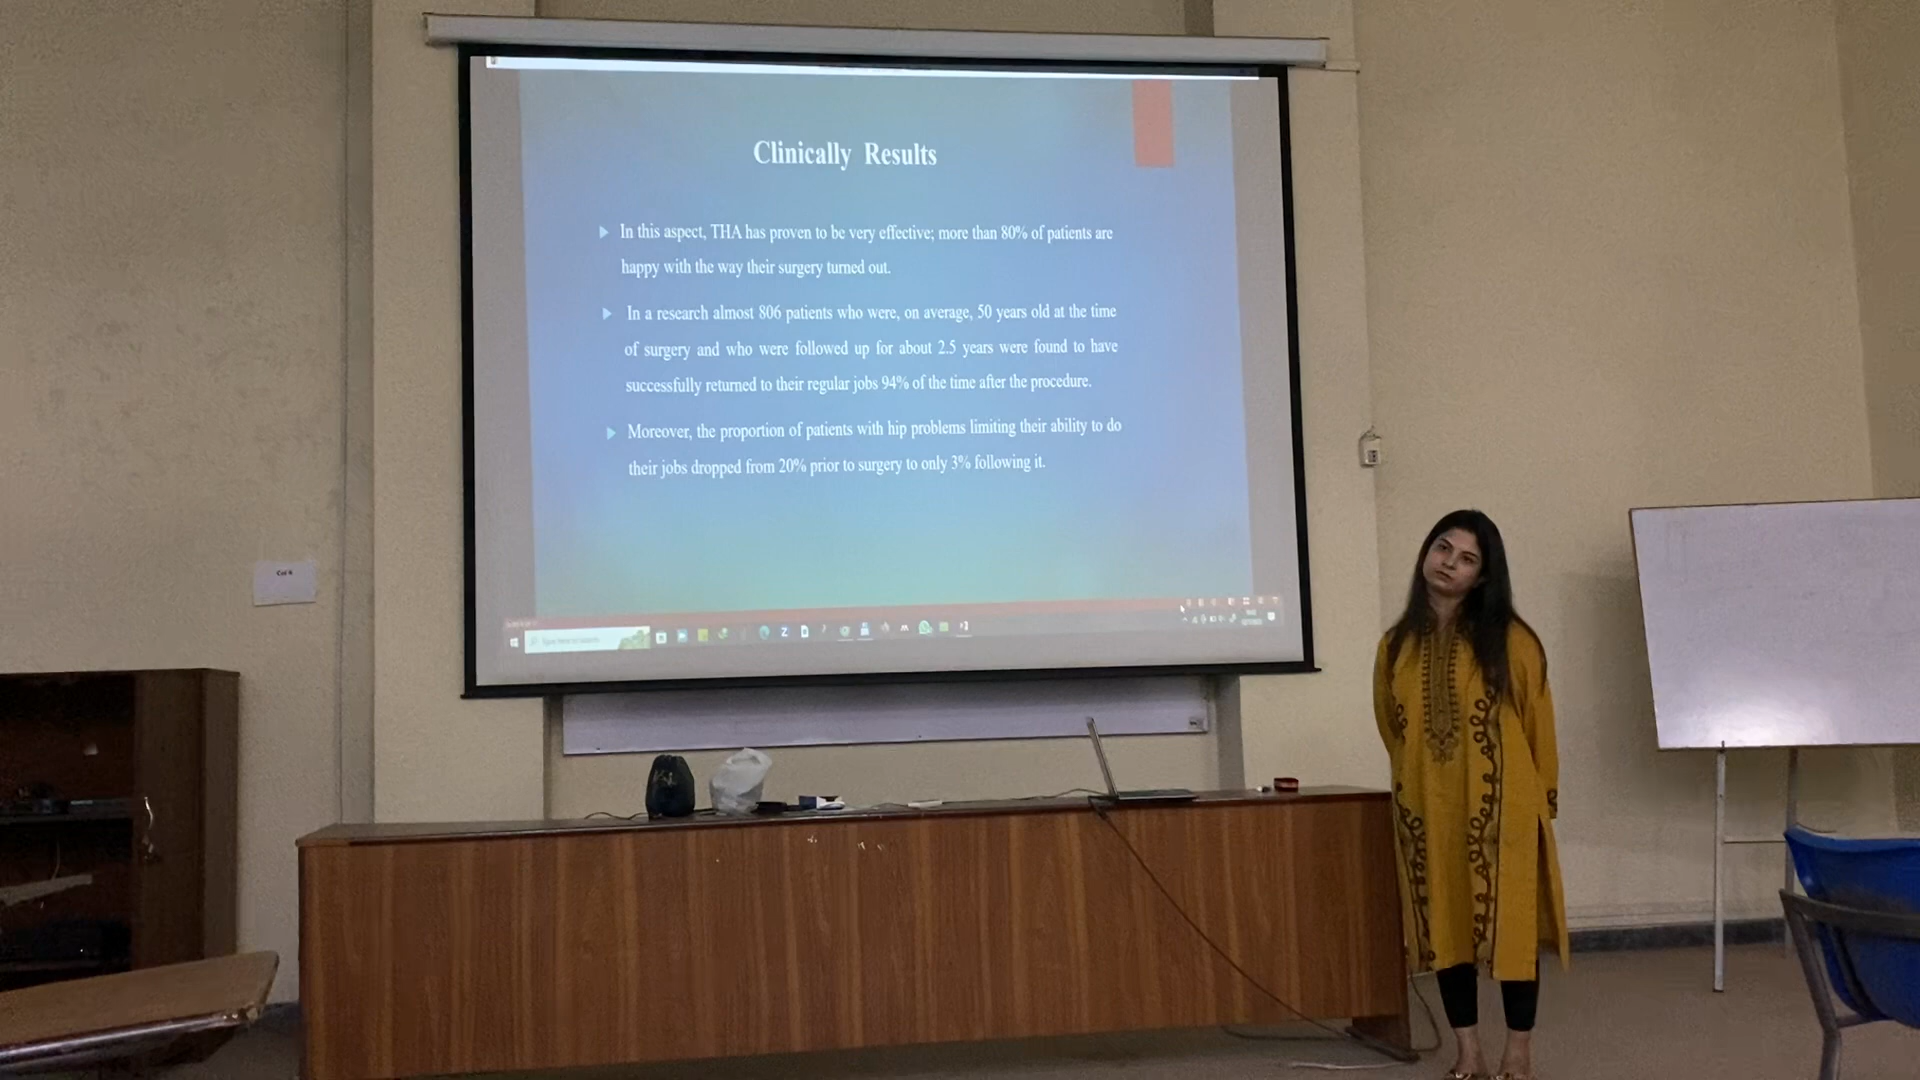 Clinically Results
In this aspect, THA has proven to be very effective; more than 80% of patients are
happy with the way their surgery turned out.
In a research almost 806 patients who were, on average, 50 years old at the time
of surgery and who were followed up for about 2.5 years were found to have
successfully returned to their regular jobs 94% of the time after the procedure.
Moreover, the proportion of patients with hip problems limiting their ability to do
their jobs dropped from 20% prior to surgery to only 3% following it.
Type here to search